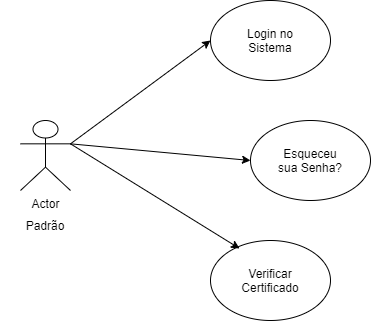 Login no
Sistema
Esqueceu
sua Senha?
Actor
Padrão
Verificar
Certificado